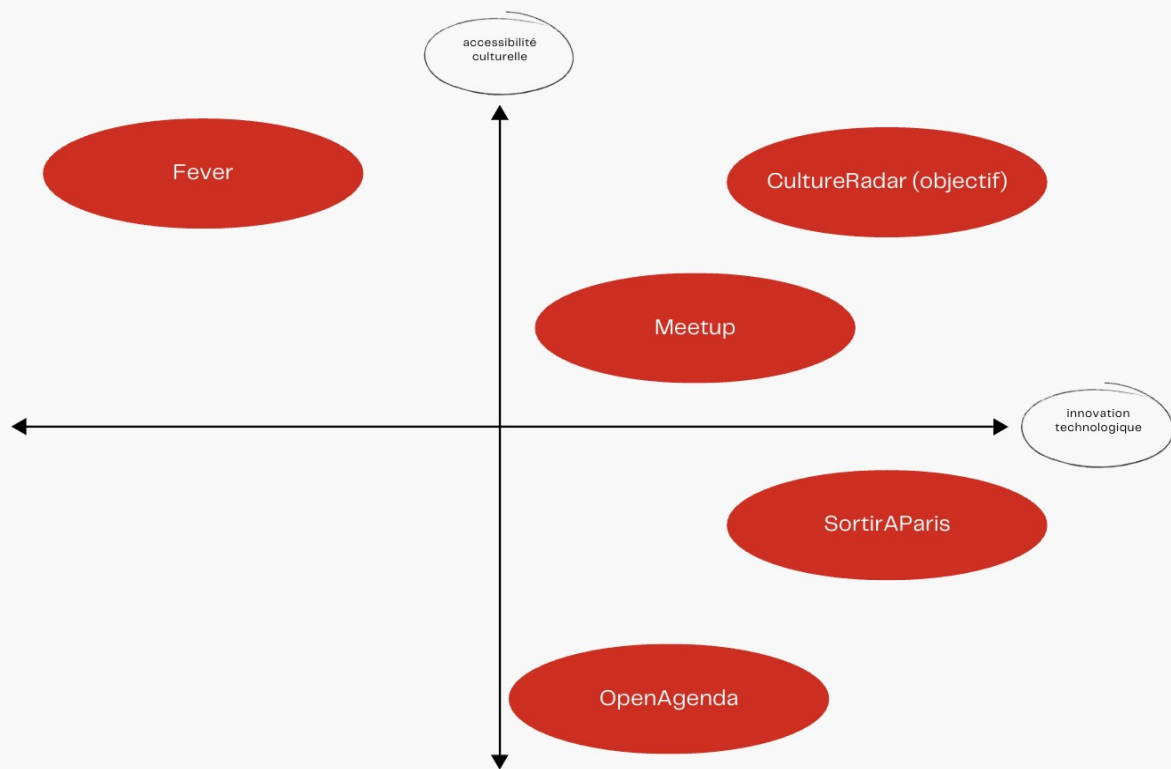 accessibilité
culturelle
Fever
CultureRadar (objectif)
Meetup
innovation
technologique
SortirAParis
OpenAgenda